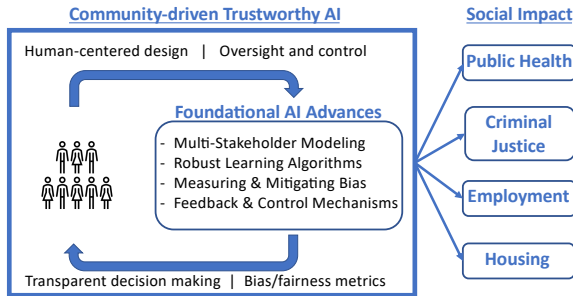 Community-driven Trustworthy AI
Human-centered design | Oversight and control
Foundational AI Advances
- Multi-Stakeholder Modeling
- Robust Learning Algorithms
- Measuring & Mitigating Bias
- Feedback & Control Mechanisms
Transparent decision making | Bias/fairness metrics
Social Impact
Public Health
Criminal
Justice
Employment
Housing